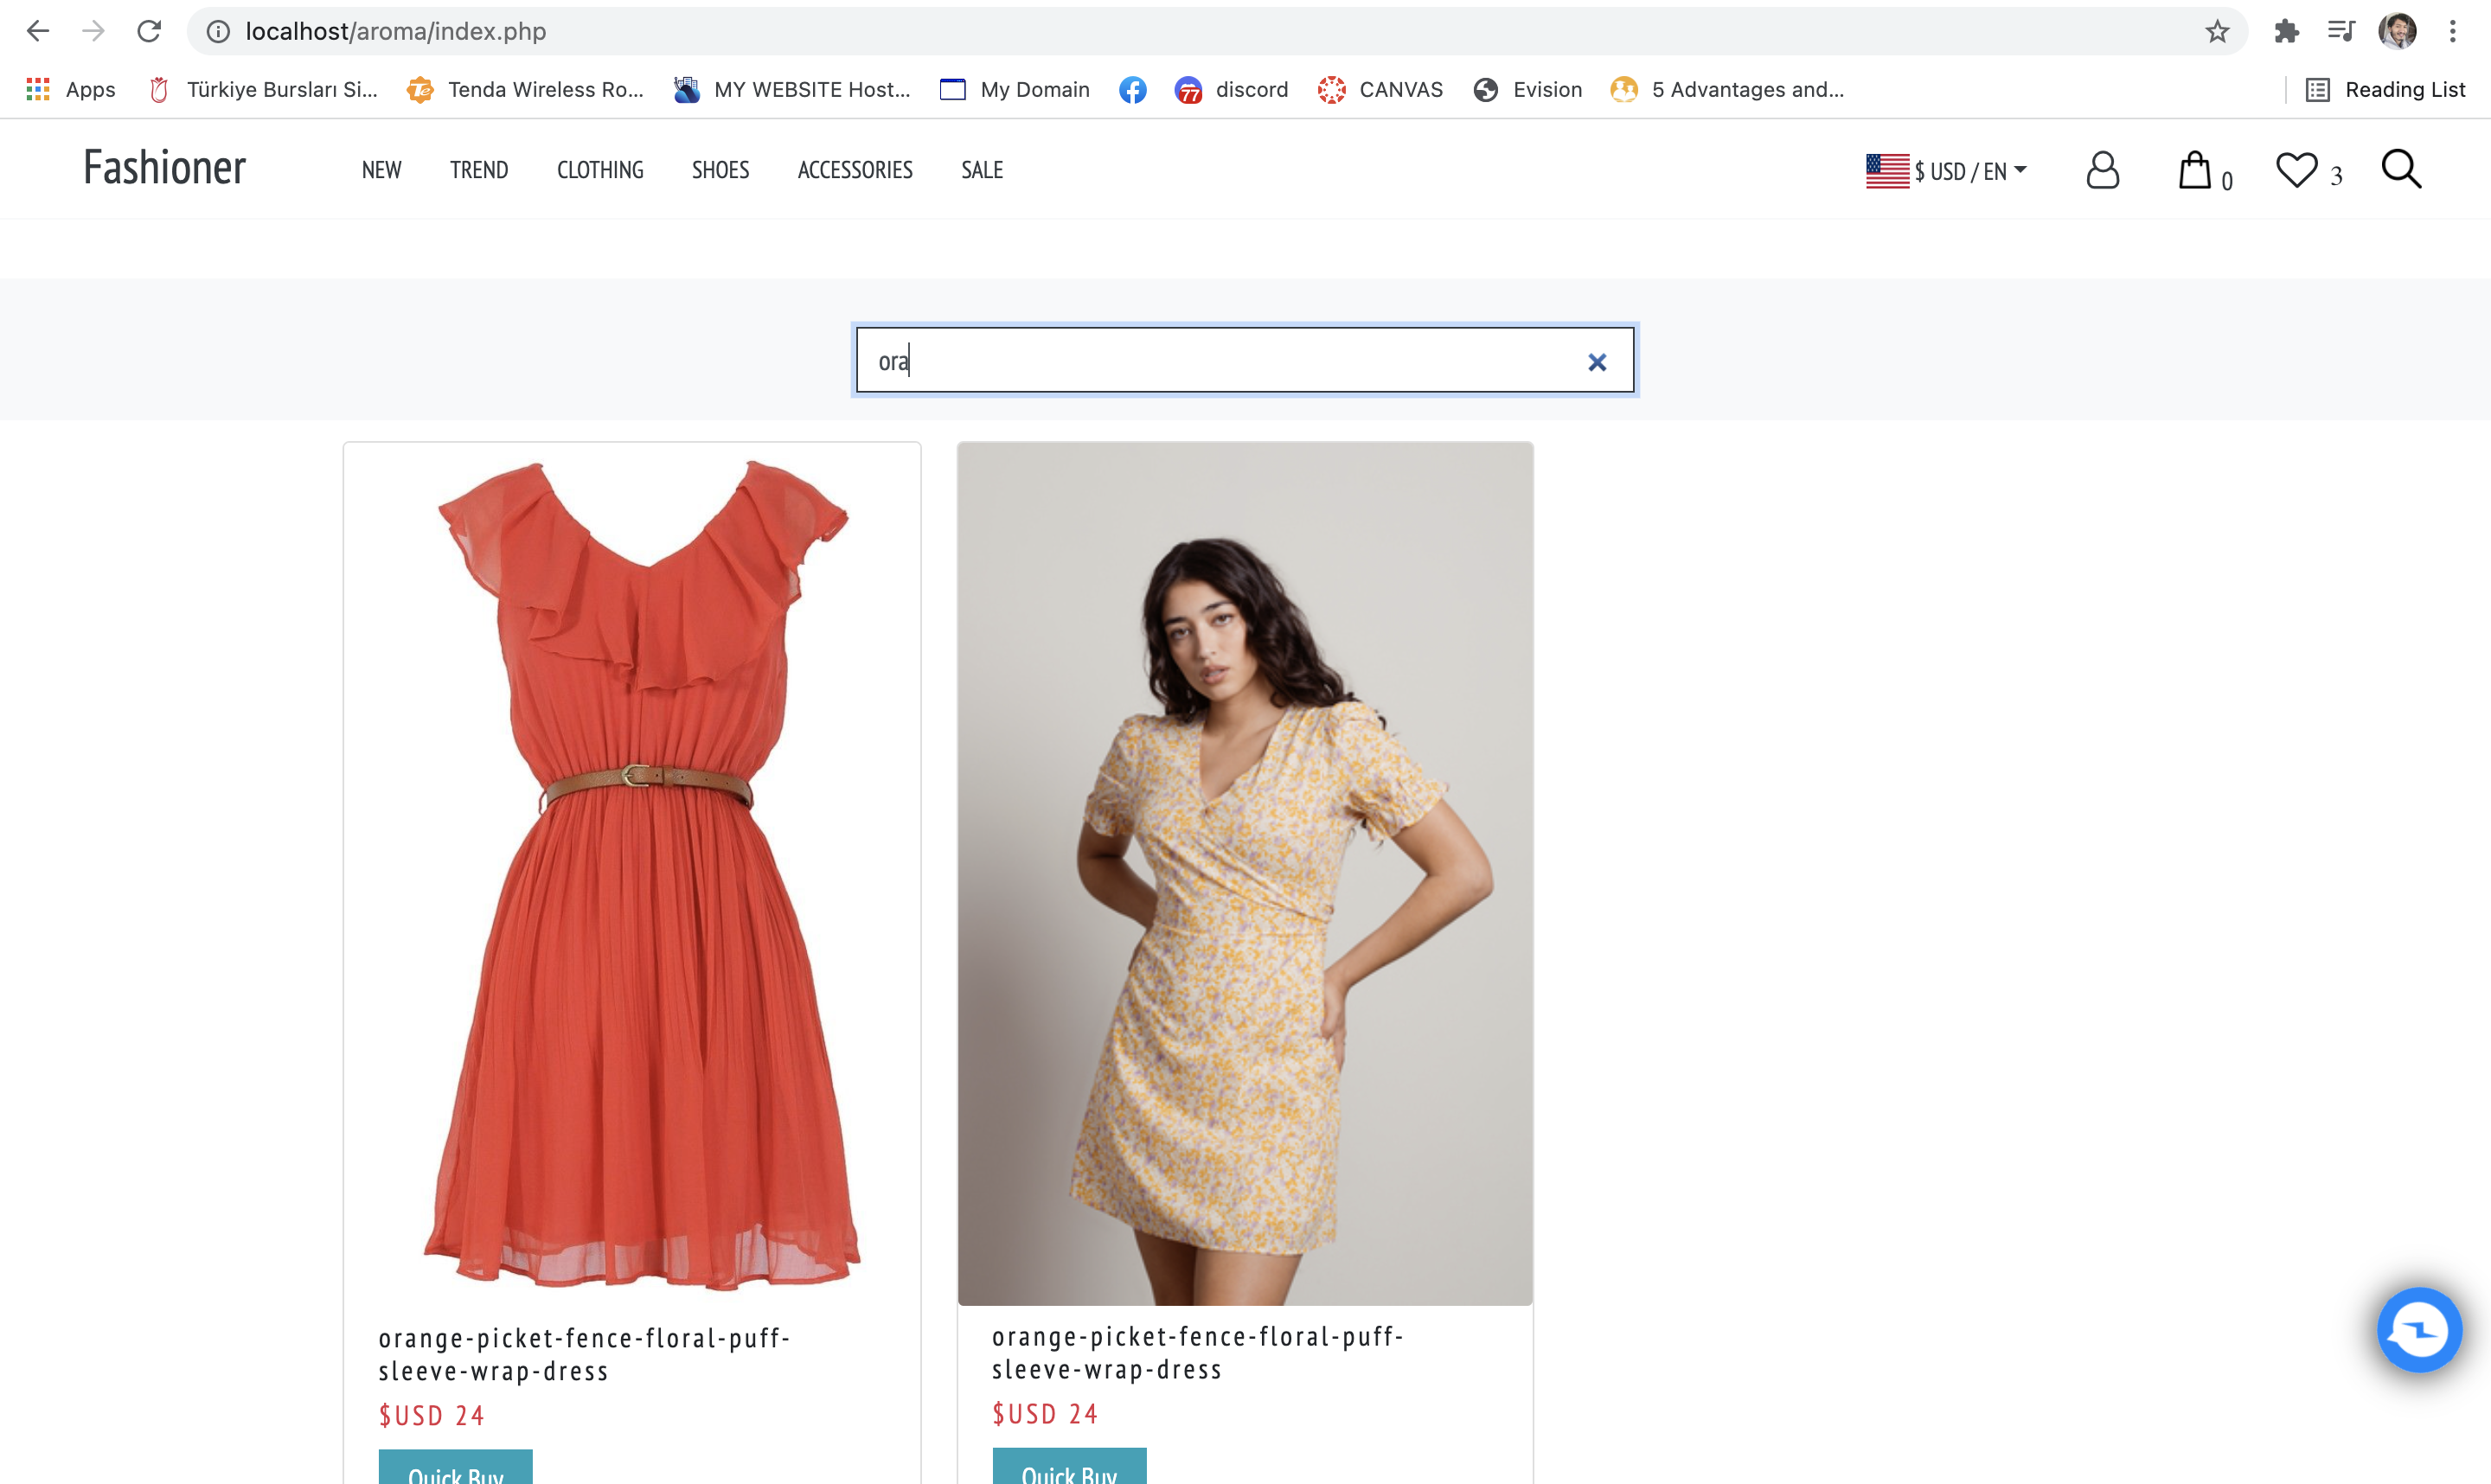 localhost/aroma/index.php
Apps Türkiye Bursları Si... Tenda Wireless Ro... MY WEBSITE Host... My Domain discord CANVAS Evision 5 Advantages and... Reading List
Fashioner NEW TREND CLOTHING SHOES ACCESSORIES SALE $ USD / EN 0 3
ora
orange-picket-fence-floral-puff-
sleeve-wrap-dress
$USD 24
Quick Buy
orange-picket-fence-floral-puff-
sleeve-wrap-dress
$USD 24
Quick Buy